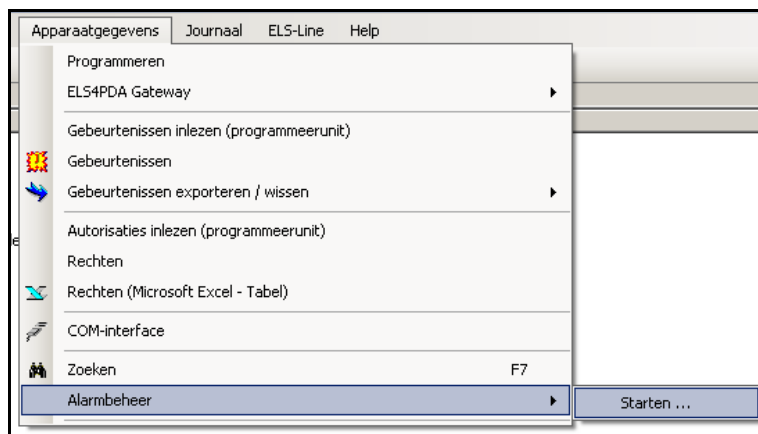 Apparaatgegevens Journaal ELS-Line Help
Programmeren
ELS4PDA Gateway
Gebeurtenissen inlezen (programmeerunit)
Gebeurtenissen
Gebeurtenissen exporteren / wissen
Autorisaties inlezen (programmeerunit)
Rechten
Rechten (Microsoft Excel - Tabel)
COM-interface
Zoeken F7
Alarmbeheer Starten ...